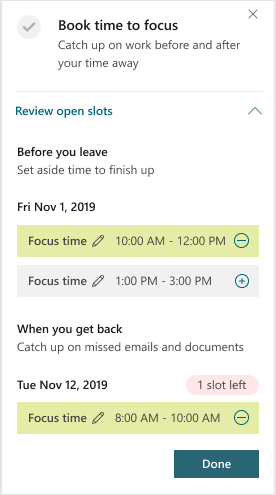 Book time to focus
Catch up on work before and after
your time away
Review open slots
Before you leave
Set aside time to finish up
Fri Nov 1, 2019
Focus time 10:00 AM - 12:00 PM
Focus time 1:00 PM - 3:00 PM
When you get back
Catch up on missed emails and documents
Tue Nov 12, 2019 1 slot left
Focus time 8:00 AM - 10:00 AM
Done